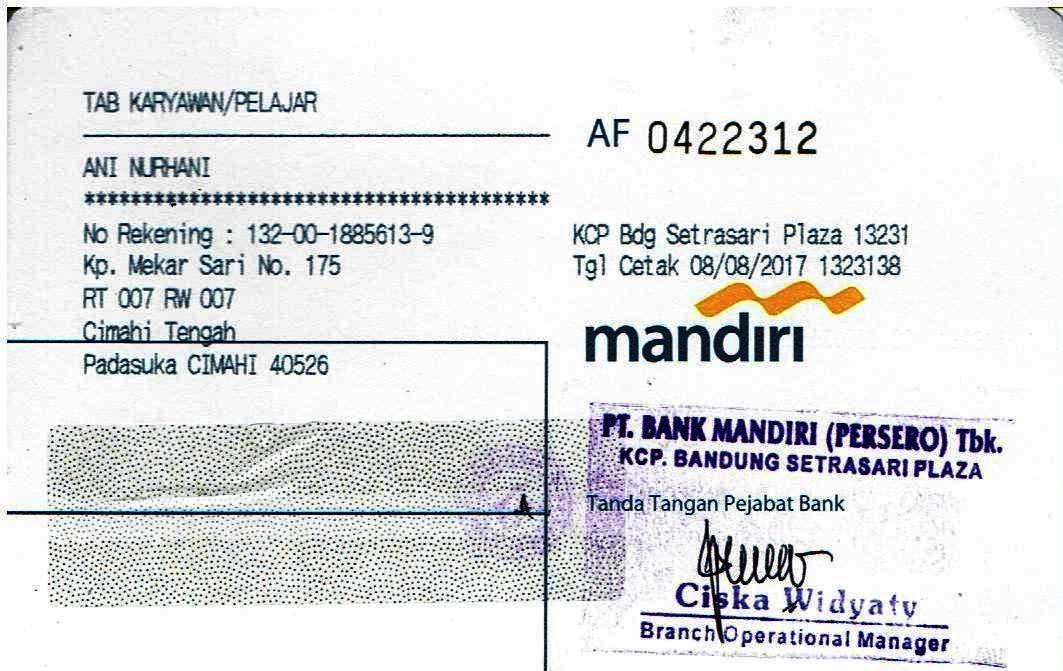 TAB KARYAWAN/PELAJAR
AF 0422312
ANI NURHANI
****************************************
No Rekening : 132-00-1885613-9
Kp. Mekar Sari No. 175
RT 007 RW 007
Cimahi Tengah
Padasuka CIMAHI 40526
KCP Bdg Setrasari Plaza 13231
Tgl Cetak 08/08/2017 1323138
mandiri
PT. BANK MANDIRI (PERSERO) Tbk.
KCP. BANDUNG SETRASARI PLAZA
Tanda Tangan Pejabat Bank
Ciska Widyaty
Branch Operational Manager